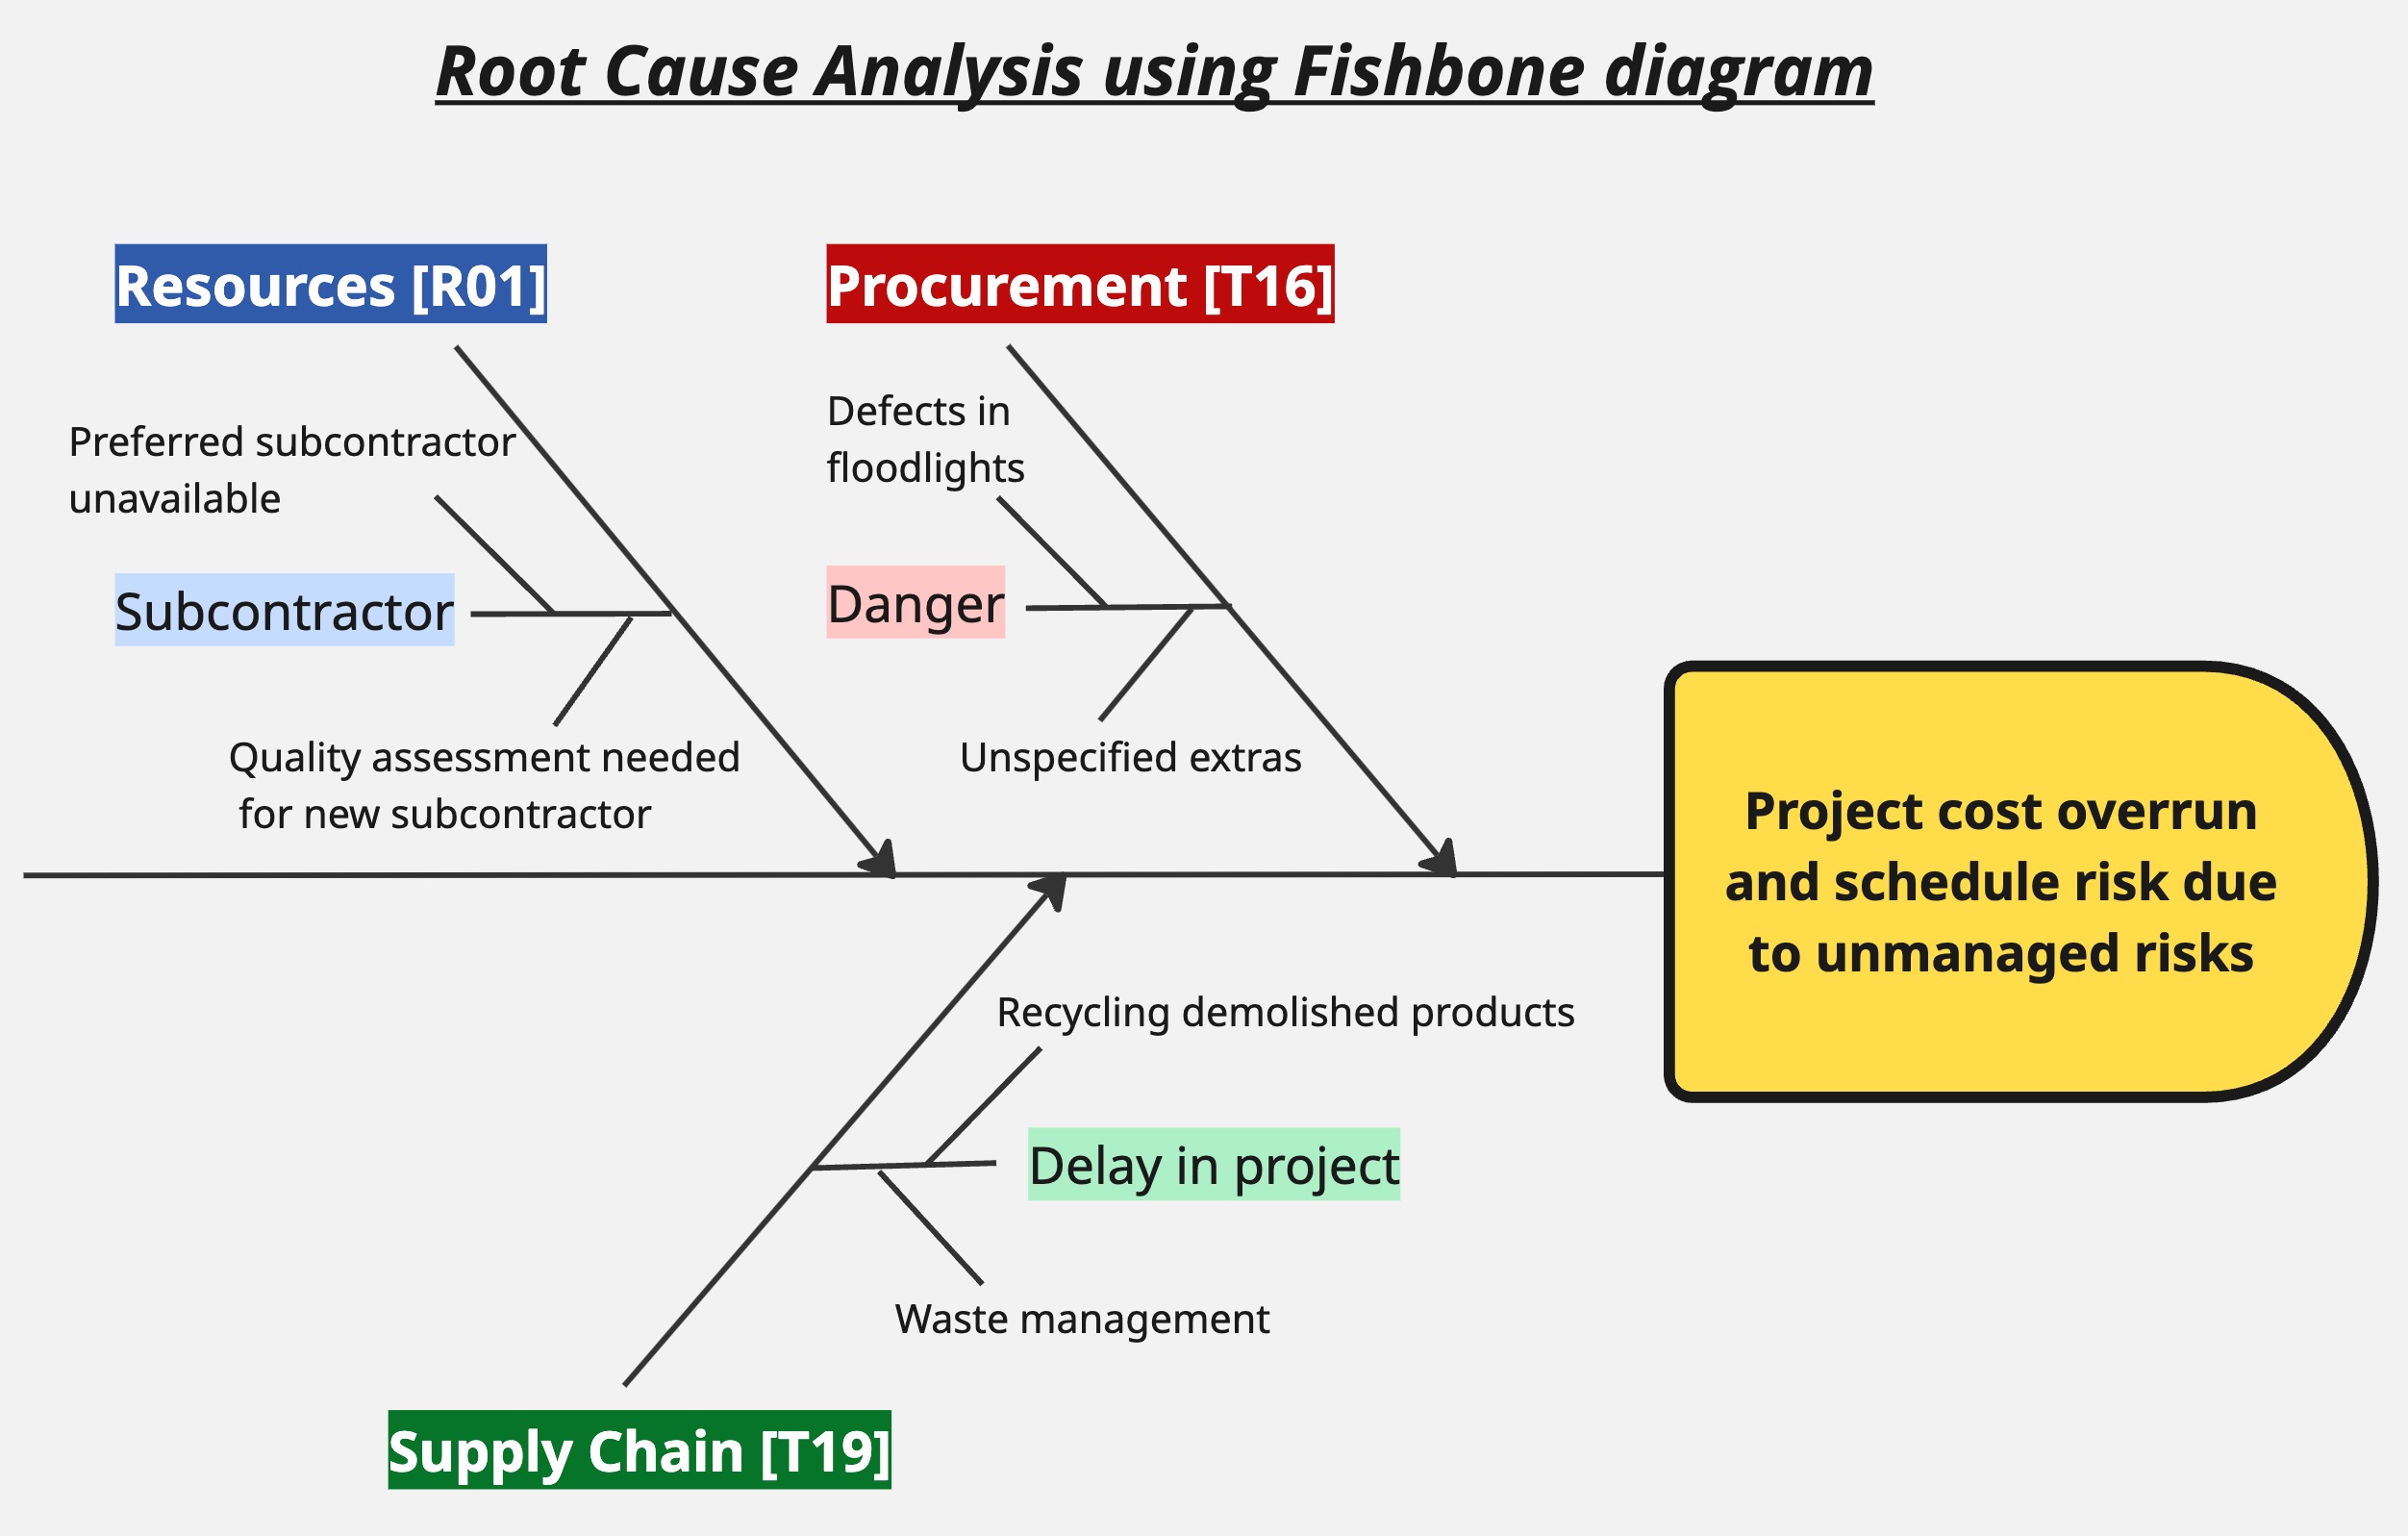 Root Cause Analysis using Fishbone diagram
Resources [R01]
Procurement [T16]
Preferred subcontractor
unavailable
Defects in
floodlights
Subcontractor
Danger
Quality assessment needed
for new subcontractor
Unspecified extras
Project cost overrun
and schedule risk due
to unmanaged risks
Recycling demolished products
Delay in project
Waste management
Supply Chain [T19]